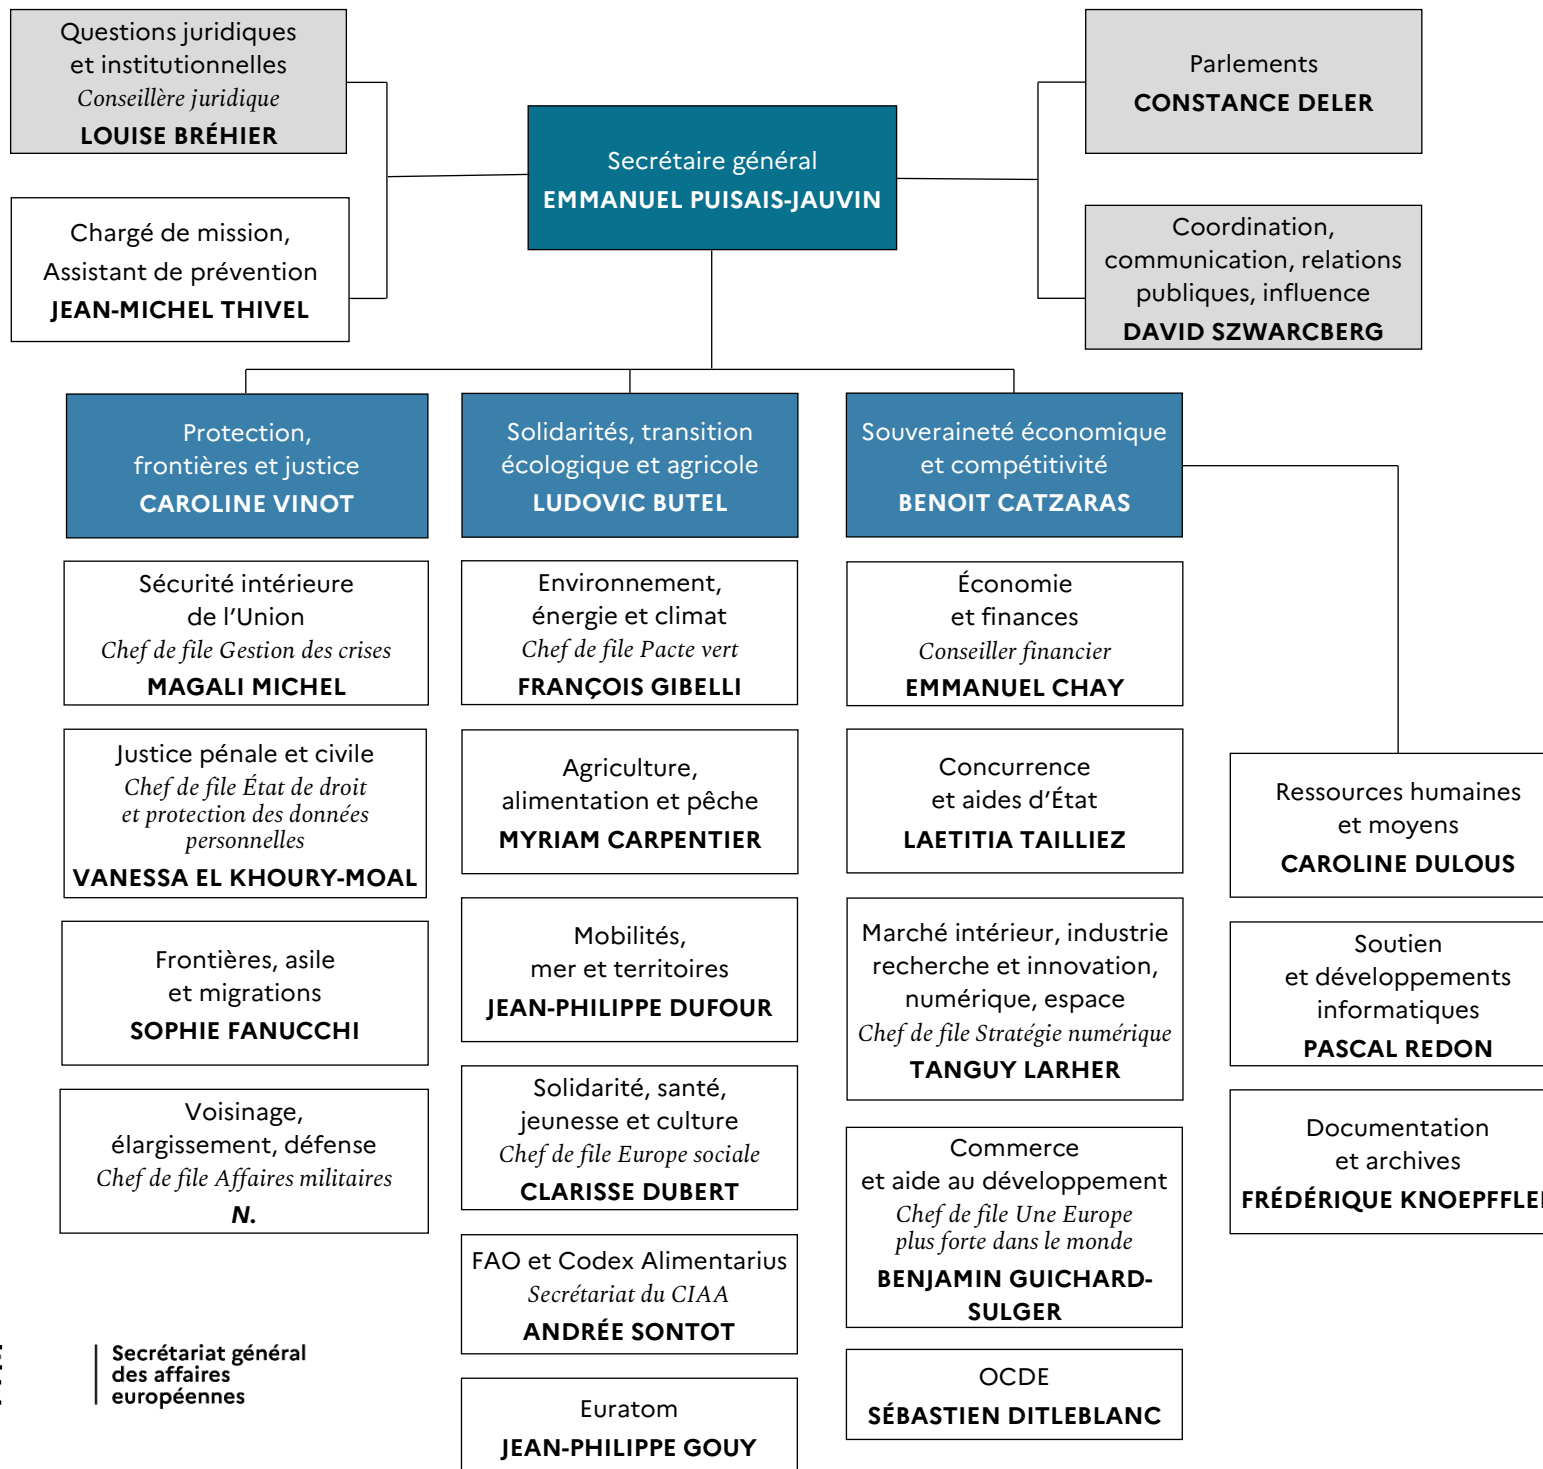 Questions juridiques
et institutionnelles
Conseillère juridique
LOUISE BRÉHIER
Chargé de mission,
Assistant de prévention
JEAN-MICHEL THIVEL
Secrétaire général
EMMANUEL PUISAIS-JAUVIN
Parlements
CONSTANCE DELER
Coordination,
communication, relations
publiques, influence
DAVID SZWARCBERG
Protection,
frontières et justice
CAROLINE VINOT
Sécurité intérieure
de l'Union
Chef de file Gestion des crises
MAGALI MICHEL
Justice pénale et civile
Chef de file État de droit
et protection des données
personnelles
VANESSA EL KHOURY-MOAL
Frontières, asile
et migrations
SOPHIE FANUCCHI
Voisinage,
élargissement, défense
Chef de file Affaires militaires
N.
Solidarités, transition
écologique et agricole
LUDOVIC BUTEL
Environnement,
énergie et climat
Chef de file Pacte vert
FRANÇOIS GIBELLI
Agriculture,
alimentation et pêche
MYRIAM CARPENTIER
Mobilités,
mer et territoires
JEAN-PHILIPPE DUFOUR
Solidarité, santé,
jeunesse et culture
Chef de file Europe sociale
CLARISSE DUBERT
FAO et Codex Alimentarius
Secrétariat du CIAA
ANDRÉE SONTOT
Euratom
JEAN-PHILIPPE GOUY
Souveraineté économique
et compétitivité
BENOIT CATZARAS
Économie
et finances
Conseiller financier
EMMANUEL CHAY
Concurrence
et aides d'État
LAETITIA TAILLIEZ
Marché intérieur, industrie
recherche et innovation,
numérique, espace
Chef de file Stratégie numérique
TANGUY LARHER
Commerce
et aide au développement
Chef de file Une Europe
plus forte dans le monde
BENJAMIN GUICHARD-
SULGER
OCDE
SÉBASTIEN DITLEBLANC
Ressources humaines
et moyens
CAROLINE DULOUS
Soutien
et développements
informatiques
PASCAL REDON
Documentation
et archives
FRÉDÉRIQUE
Secrétariat général
des affaires
européennes